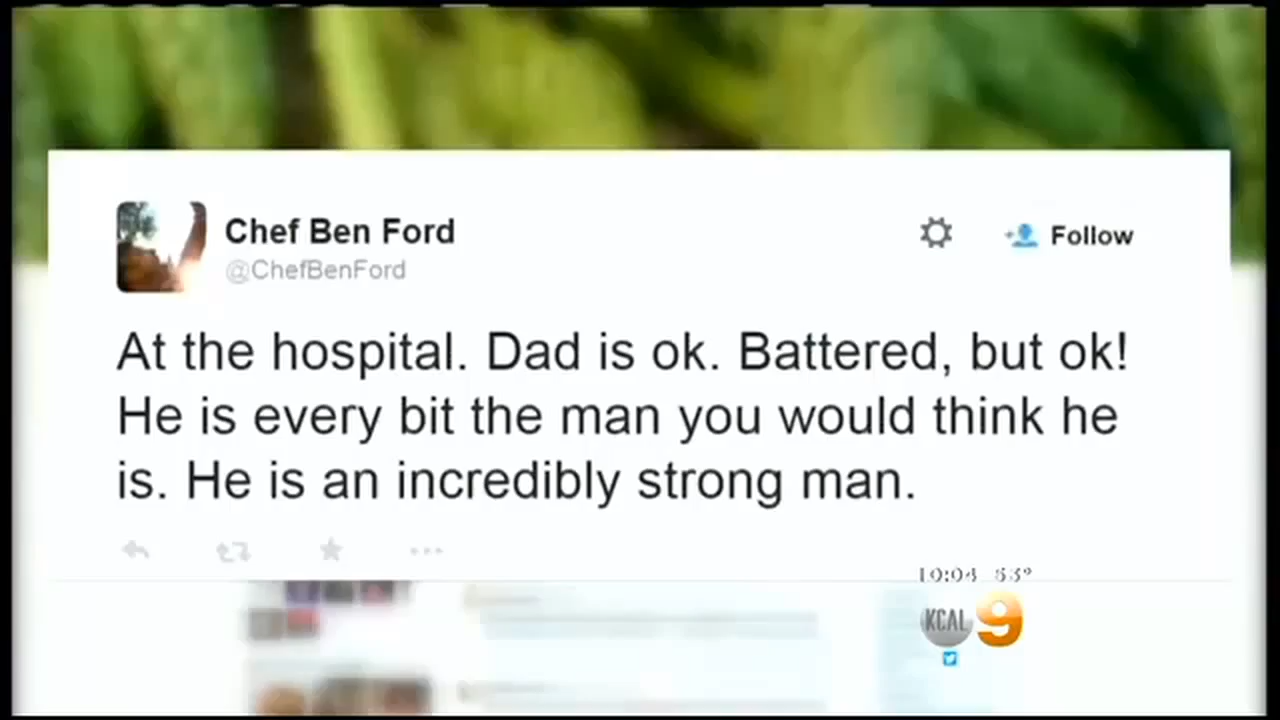 Chef Ben Ford
@ChefBenFord
Follow
At the hospital. Dad is ok. Battered, but ok!
He is every bit the man you would think he
is. He is an incredibly strong man.
10:04 53°
KCAL 9